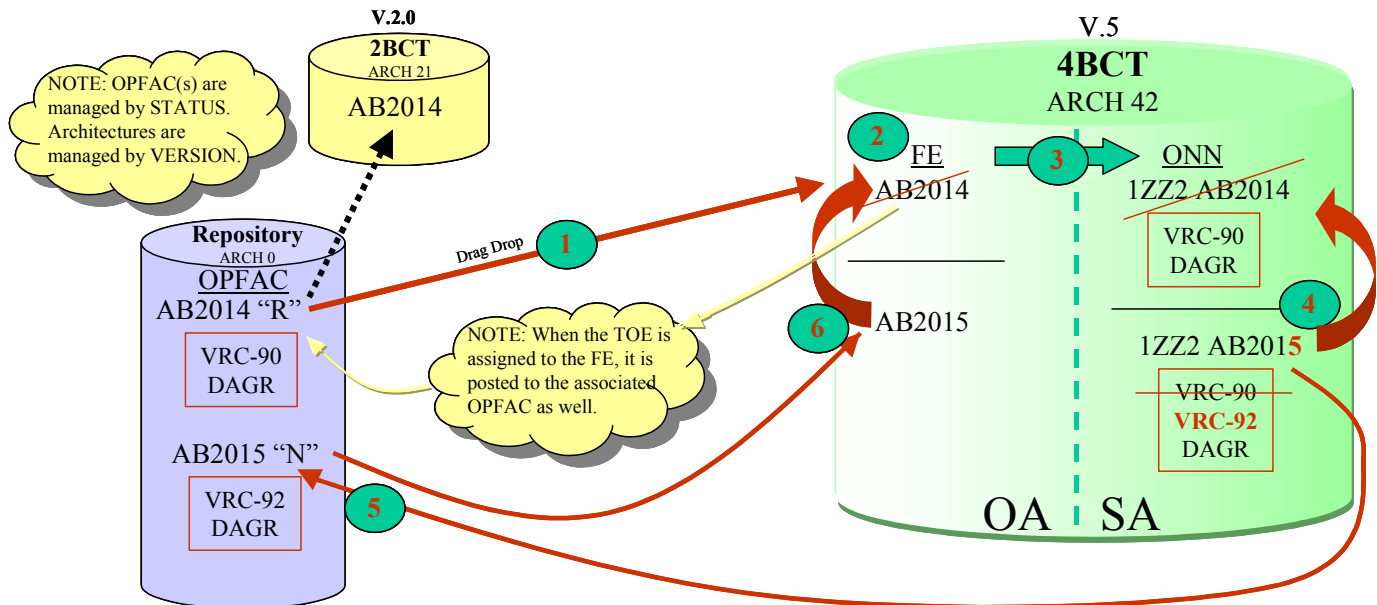 V.2.0
2BCT
ARCH 21
AB2014
NOTE: OPFAC(s) are
managed by STATUS.
Architectures are
managed by VERSION.
Repository
ARCH 0
OPFAC
AB2014 “R”
VRC-90
DAGR
AB2015 “N”
VRC-92
DAGR
Drag Drop
1
NOTE: When the TOE is
assigned to the FE, it is
posted to the associated
OPFAC as well.
5
6
V.5
4BCT
ARCH 42
2
FE
AB2014
AB2015
3
ONN
1ZZ2 AB2014
VRC-90
DAGR
4
1ZZ2 AB2015
VRC-90
VRC-92
DAGR
OA
SA